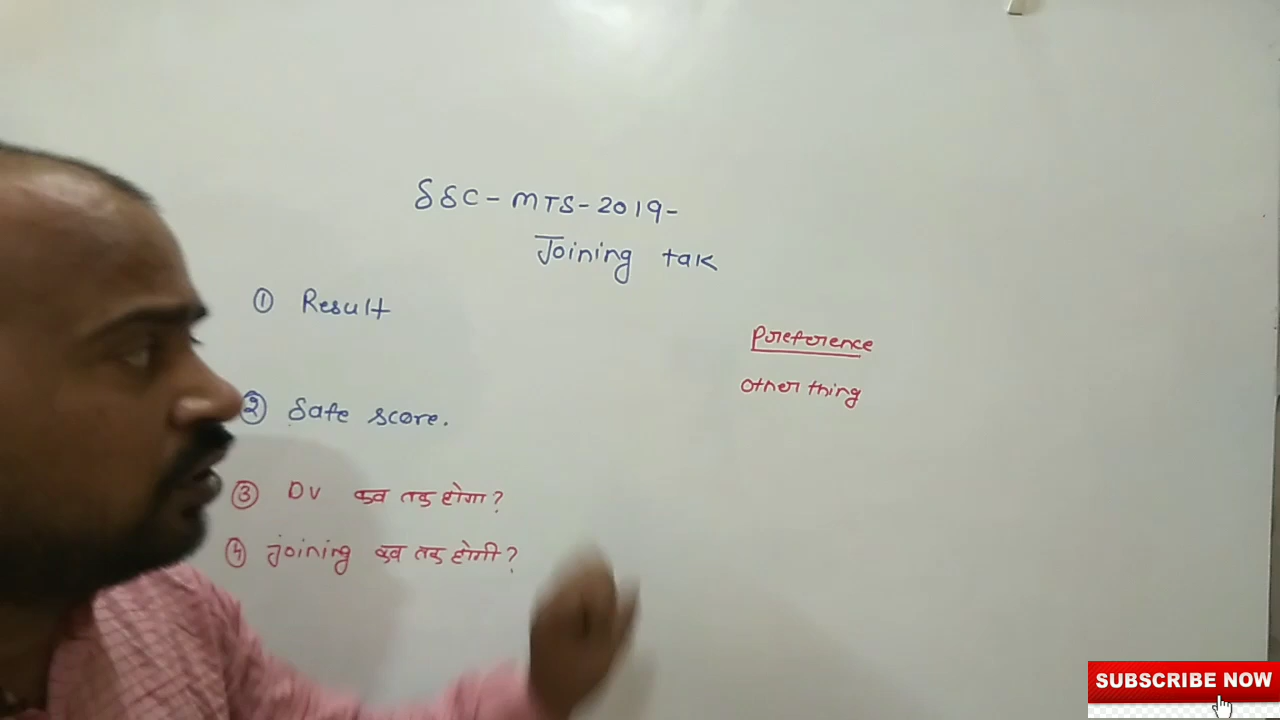 SSC-MTS-2019-
Joining tak
① Result
② Safe score.
③ DV कब तक होगा?
④ Joining कब तक होगी?
Preference
Other thing
SUBSCRIBE NOW